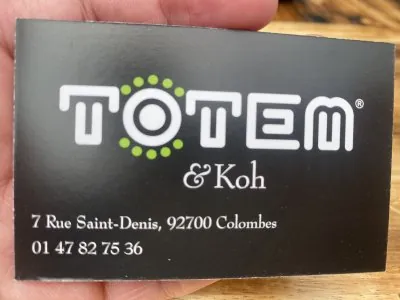 TOTEM®
& Koh
7 Rue Saint-Denis, 92700 Colombes
01 47 82 75 36